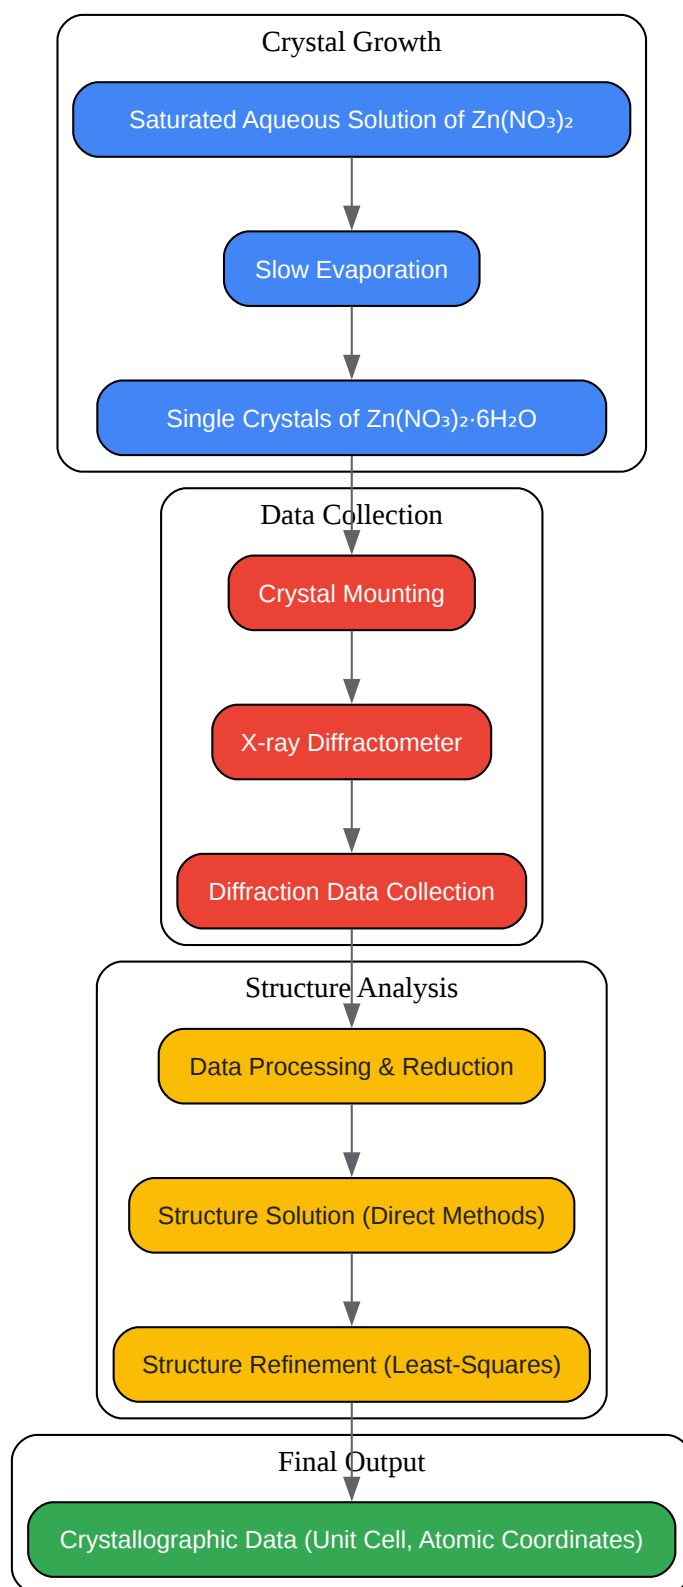 Crystal Growth
Saturated Aqueous Solution of Zn(NO₃)₂
Slow Evaporation
Single Crystals of Zn(NO₃)₂·6H₂O
Data Collection
Crystal Mounting
X-ray Diffractometer
Diffraction Data Collection
Structure Analysis
Data Processing & Reduction
Structure Solution (Direct Methods)
Structure Refinement (Least-Squares)
Final Output
Crystallographic Data (Unit Cell, Atomic Coordinates)